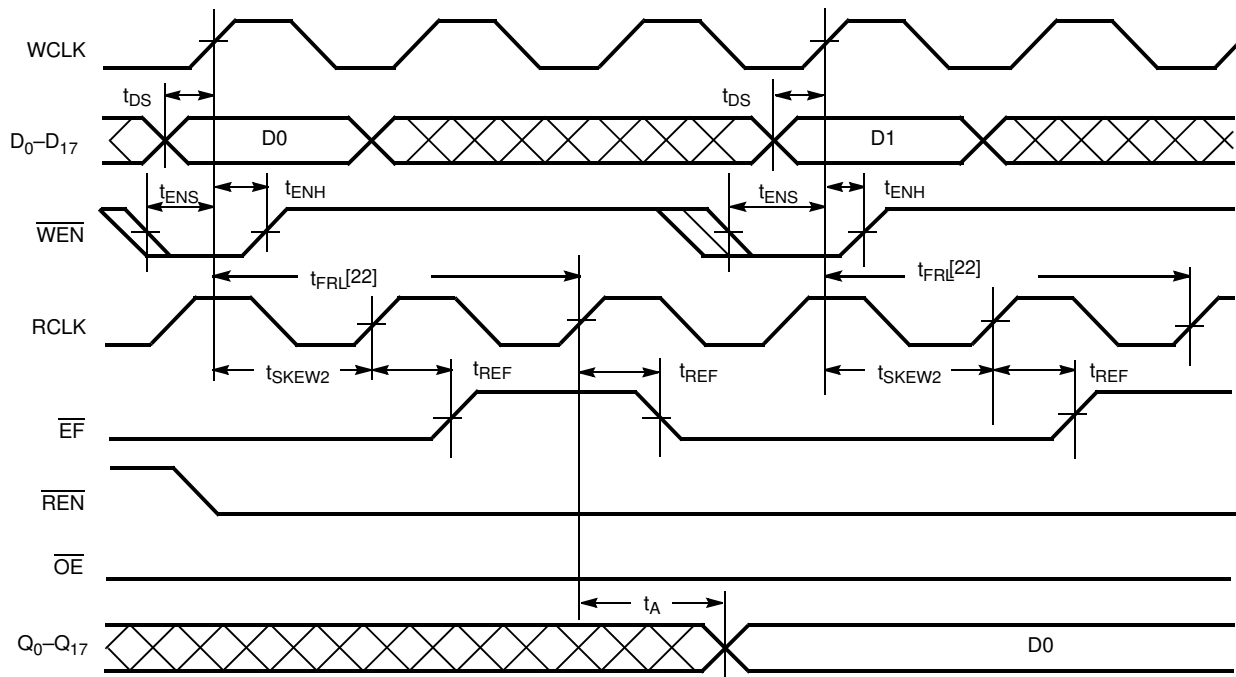 WCLK
tDS tDS
D0–D17 D0 D1
tENS tENH tENS tENH
WEN
tFRL[22] tFRL[22]
RCLK
tSKEW2 tREF tREF tSKEW2 tREF
EF
REN
OE
tA
Q0–Q17 D0